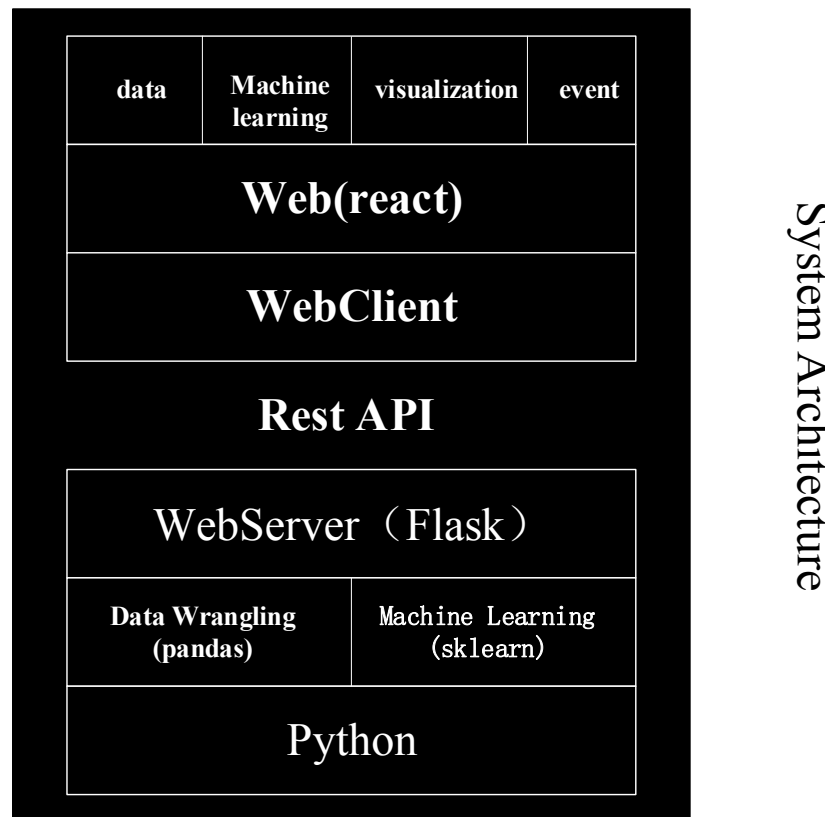 data
Machine
learning
visualization
event
Web(react)
WebClient
Rest API
WebServer（Flask）
Data Wrangling
(pandas)
Machine Learning
(sklearn)
Python
System Architecture